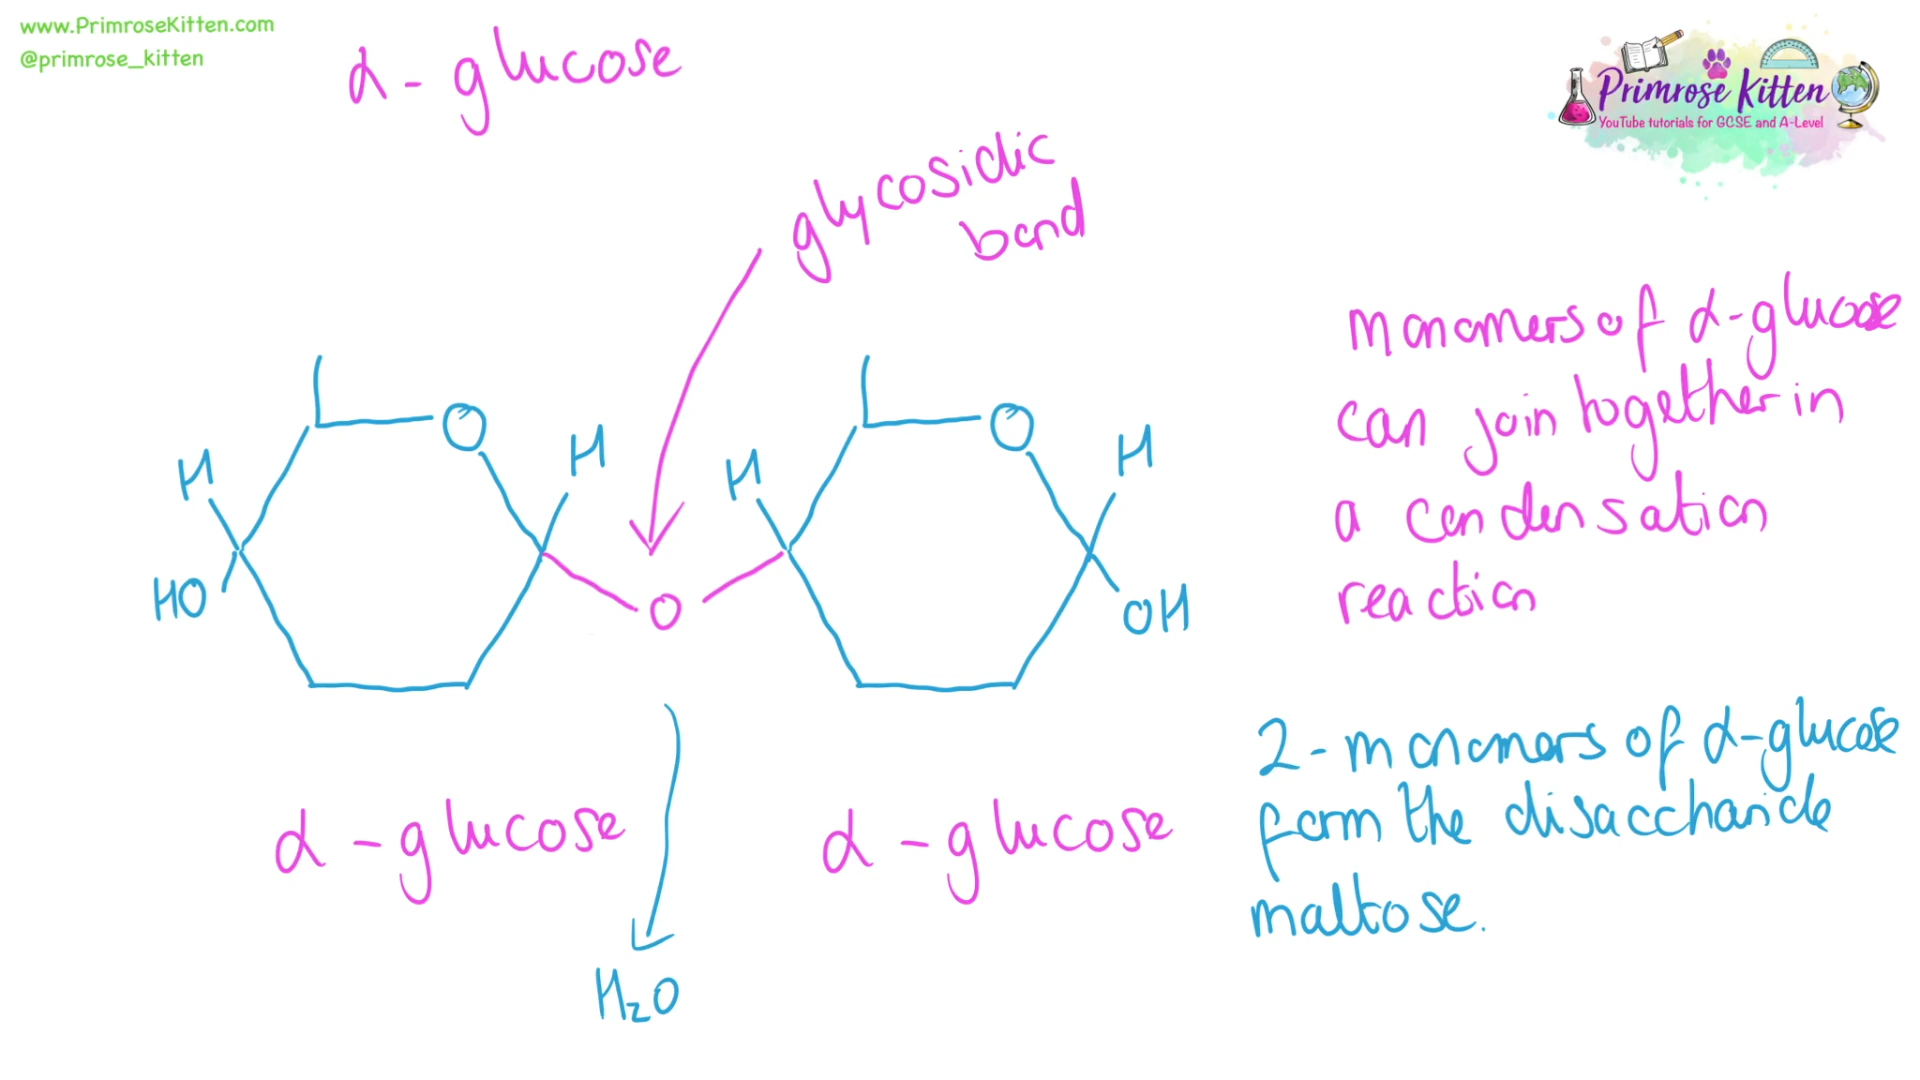 www.PrimroseKitten.com
@primrose_kitten
α - glucose
Primrose Kitten
YouTube tutorials for GCSE and A-Level
glycosidic
bond
monomers of α-glucose
can join together in
a condensation
reaction
O
H
H
HO
O
O
H
H
OH
2-monomers of α-glucose
form the disaccharide
maltose.
α - glucose
α - glucose
H₂O